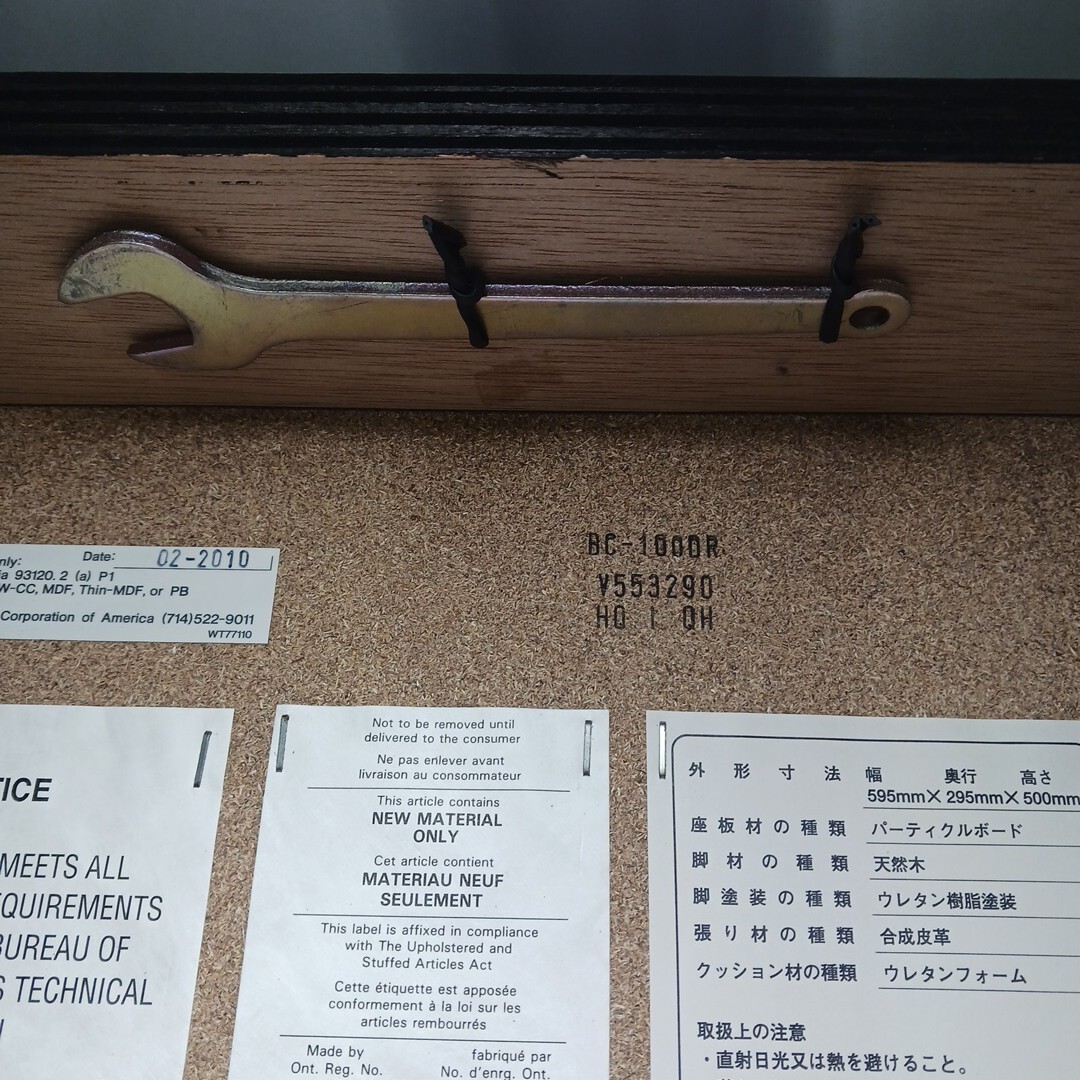 nly: Date: 02-2010
ia 93120.2 (a) P1
W-CC, MDF, Thin-MDF, or PB
Corporation of America (714)522-9011
WT77110
BC-100DR
V553290
HQ I QH
TICE
MEETS ALL
EQUIREMENTS
BUREAU OF
S TECHNICAL
Not to be removed until
delivered to the consumer
Ne pas enlever avant
livraison au consommateur
This article contains
NEW MATERIAL
ONLY
Cet article contient
MATERIAU NEUF
SEULEMENT
This label is affixed in compliance
with The Upholstered and
Stuffed Articles Act
Cette étiquette est apposée
conformement à la loi sur les
articles rembourrés
Made by fabriqué par
Ont. Reg. No. No. d'enrg. Ont.
外形寸法 幅 奥行 高さ
595mm×295mm×500mm
座板材の種類 パーティクルボード
脚材の種類 天然木
脚塗装の種類 ウレタン樹脂塗装
張り材の種類 合成皮革
クッション材の種類 ウレタンフォーム
取扱上の注意
・直射日光又は熱を避けること。